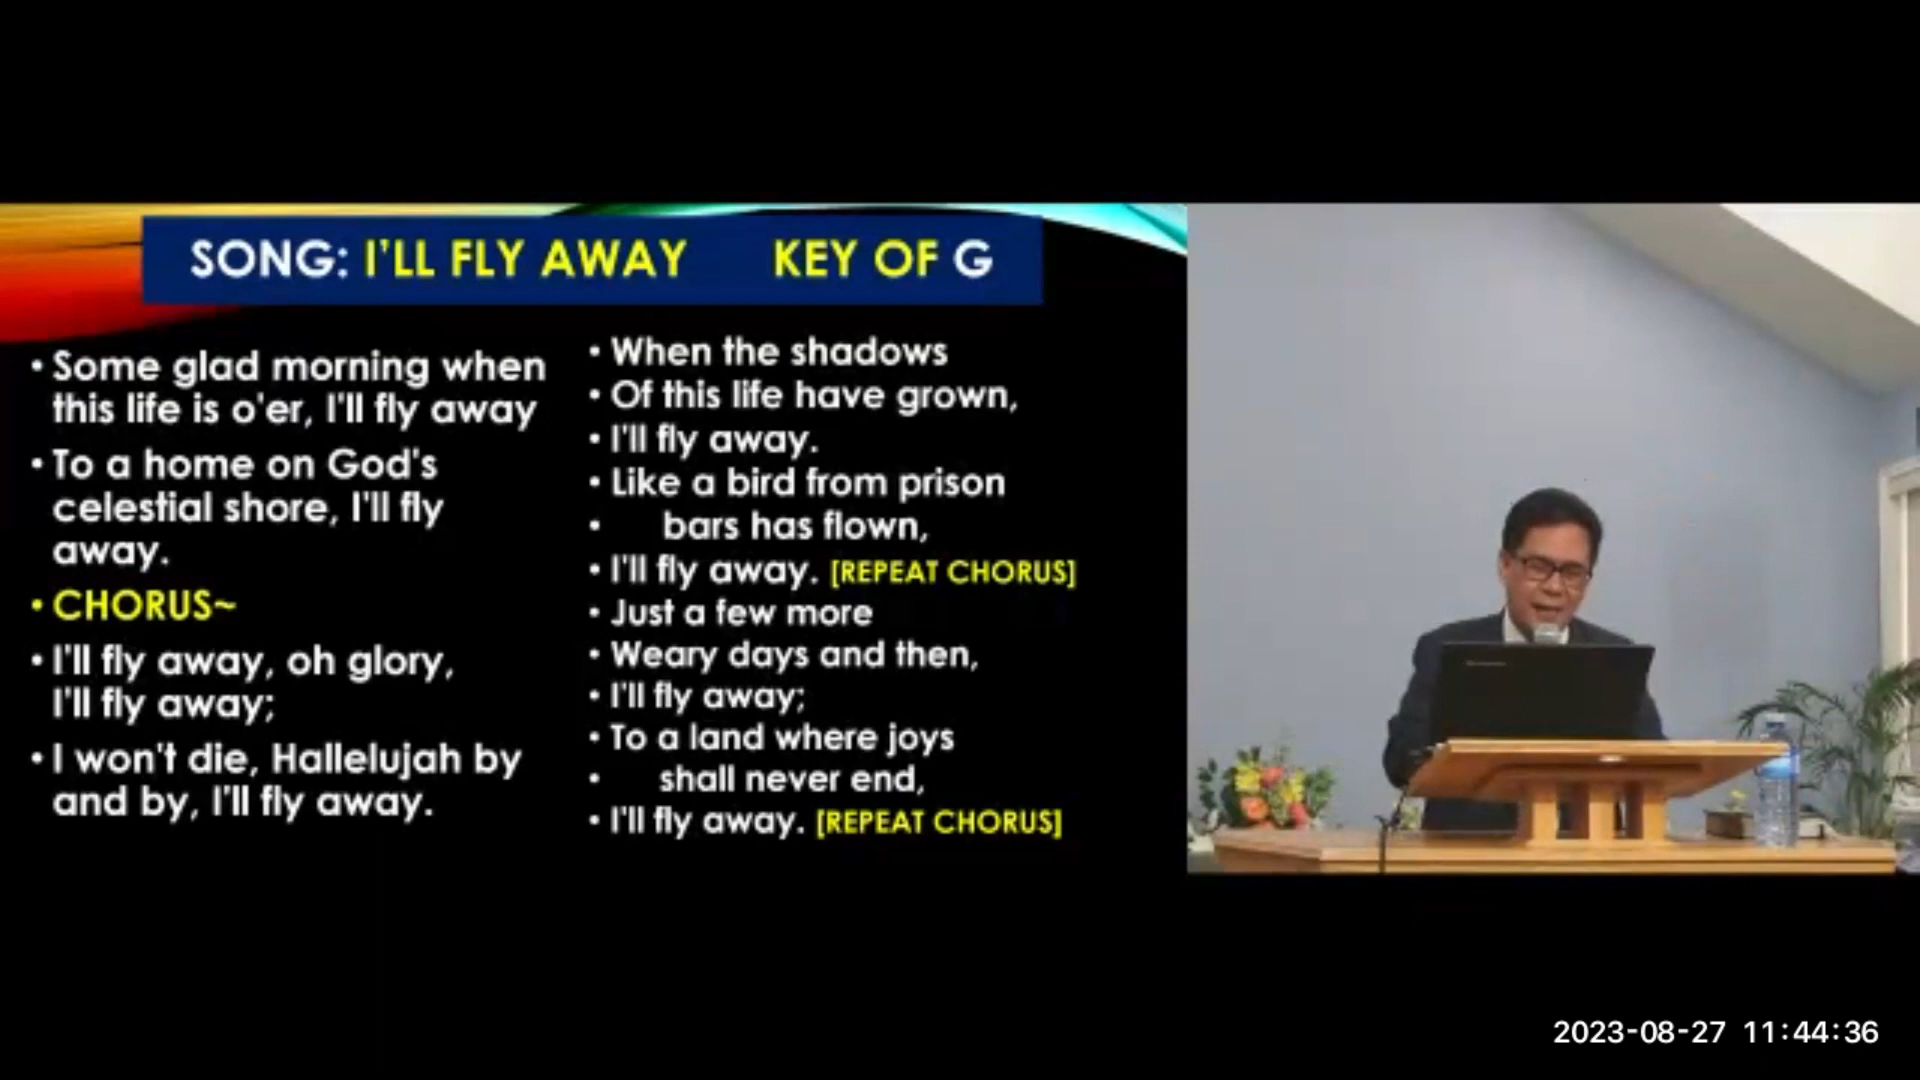 SONG: I'LL FLY AWAY KEY OF G
• Some glad morning when
this life is o'er, I'll fly away
• To a home on God's
celestial shore, I'll fly
away.
• CHORUS~
• I'll fly away, oh glory,
I'll fly away;
• I won't die, Hallelujah by
and by, I'll fly away.
• When the shadows
• Of this life have grown,
• I'll fly away.
• Like a bird from prison
• bars has flown,
• I'll fly away. [REPEAT CHORUS]
• Just a few more
• Weary days and then,
• I'll fly away;
• To a land where joys
• shall never end,
• I'll fly away. [REPEAT CHORUS]
2023-08-27 11:44:36